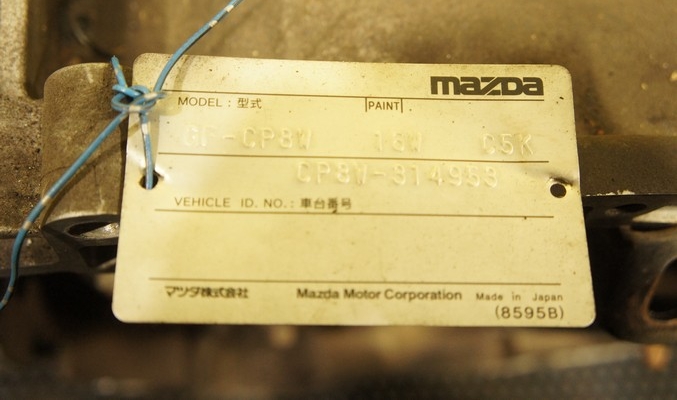 mazda
MODEL : 型式 PAINT
GF-CP8W 16W C5K
CP8W-314953
VEHICLE ID. NO. : 車台番号
マツダ株式会社 Mazda Motor Corporation Made in Japan
(8595B)